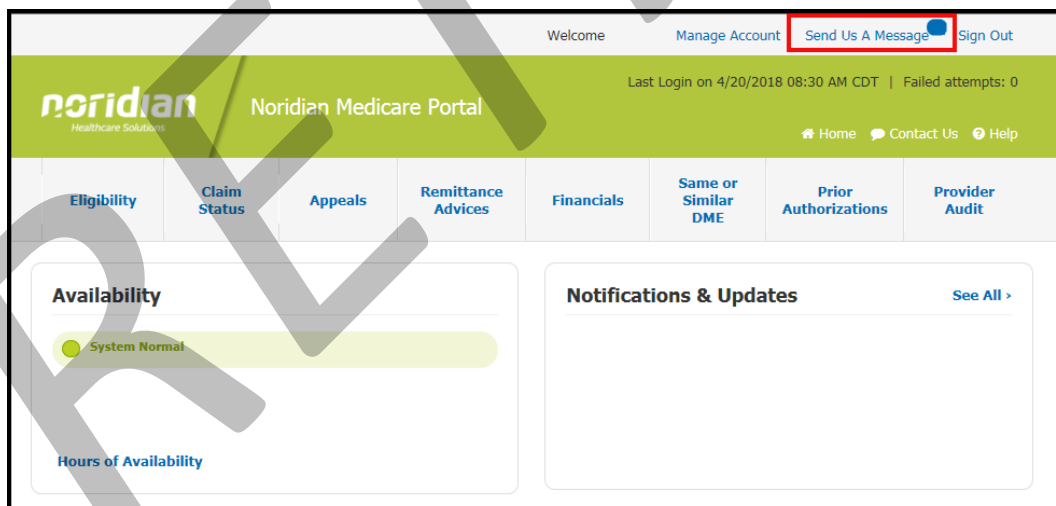 Welcome Manage Account Send Us A Message Sign Out
Last Login on 4/20/2018 08:30 AM CDT | Failed attempts: 0
noridian
Healthcare Solutions
Noridian Medicare Portal
Home Contact Us Help
Eligibility
Claim
Status
Appeals
Remittance
Advices
Financials
Same or
Similar
DME
Prior
Authorizations
Provider
Audit
Availability
System Normal
Hours of Availability
Notifications & Updates
See All ›